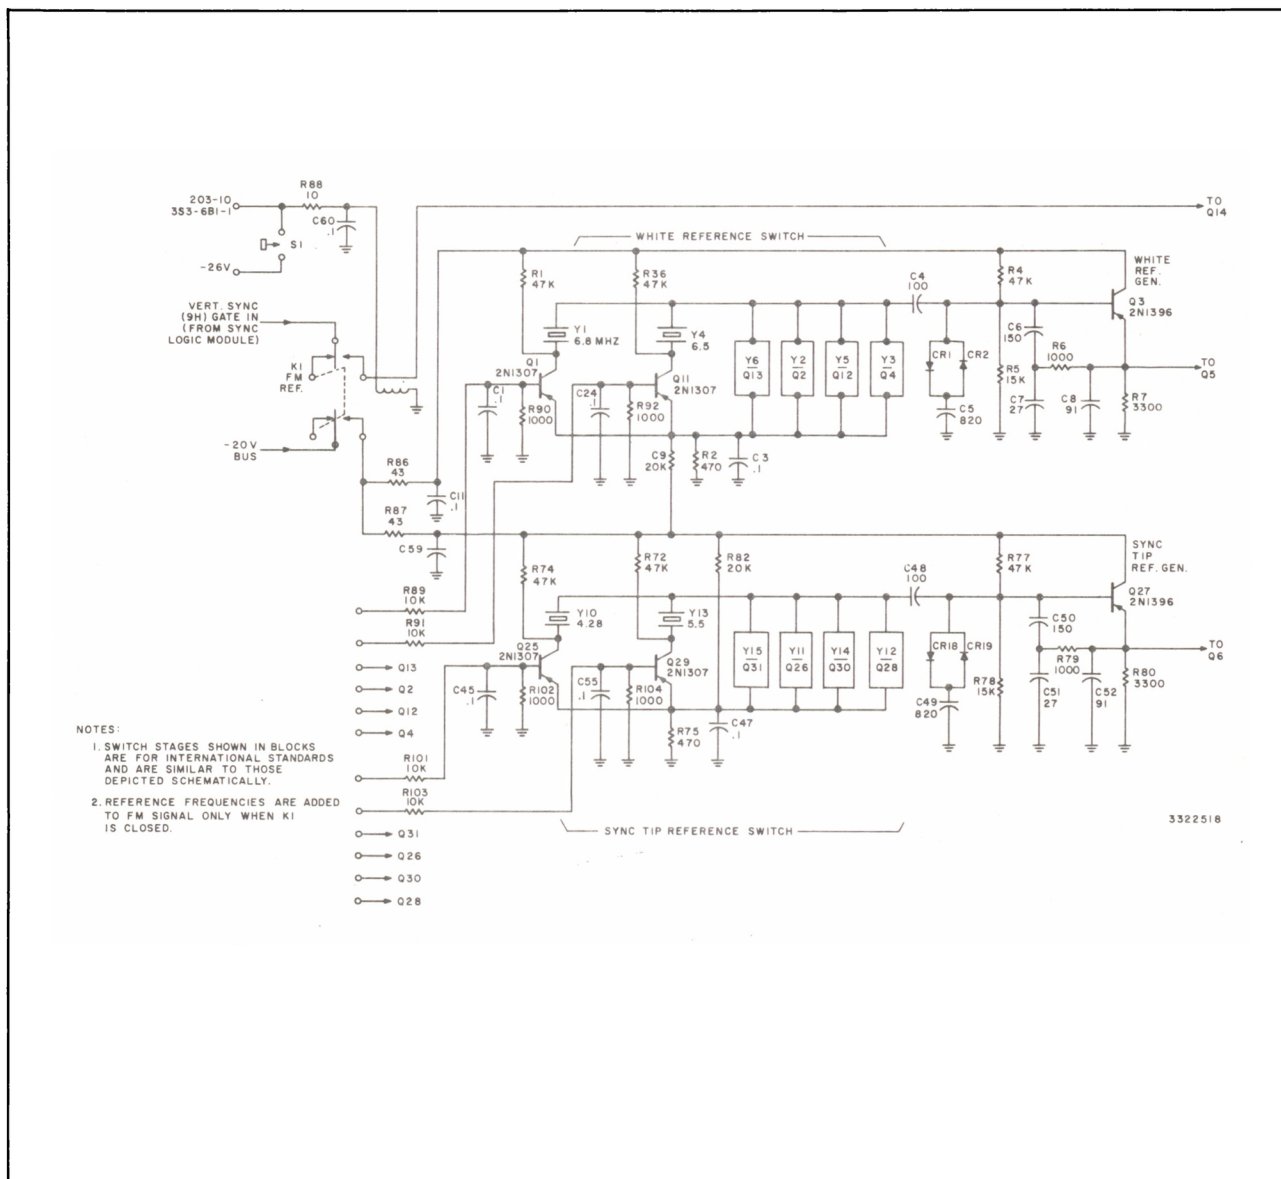 203-10
3S3-6B1-1
R88
10
C60
.1
S1
-26V
TO
Q14
WHITE REFERENCE SWITCH
VERT. SYNC
(9H) GATE IN
(FROM SYNC
LOGIC MODULE)
K1
FM
REF.
-20V
BUS
R1
47K
R36
47K
Y1
6.8 MHZ
Y4
6.5
Q1
2N1307
Q11
2N1307
C1
.1
R90
1000
C24
.1
R92
1000
Y6
Q13
Y2
Q2
Y5
Q12
Y3
Q4
C4
100
CR1
CR2
C5
820
R4
47K
R5
15K
C6
150
R6
1000
C7
27
C8
91
WHITE
REF.
GEN.
Q3
2N1396
TO
Q5
R7
3300
C9
20K
R2
470
C3
.1
R86
43
C11
.1
R87
43
C59
R74
47K
R72
47K
R82
20K
C48
100
R77
47K
SYNC
TIP
REF. GEN.
Q27
2N1396
R89
10K
R91
10K
Y10
4.28
Y13
5.5
Q25
2N1307
Q29
2N1307
C45
.1
R102
1000
C55
.1
R104
1000
Y15
Q31
Y11
Q26
Y14
Q30
Y12
Q28
CR18
CR19
C49
820
R78
15K
C50
150
R79
1000
C51
27
C52
91
TO
Q6
R80
3300
R75
470
C47
.1
Q13
Q2
Q12
Q4
R101
10K
R103
10K
Q31
Q26
Q30
Q28
NOTES:
1. SWITCH STAGES SHOWN IN BLOCKS
ARE FOR INTERNATIONAL STANDARDS
AND ARE SIMILAR TO THOSE
DEPICTED SCHEMATICALLY.
2. REFERENCE FREQUENCIES ARE ADDED
TO FM SIGNAL ONLY WHEN K1
IS CLOSED.
SYNC TIP REFERENCE SWITCH
3322518